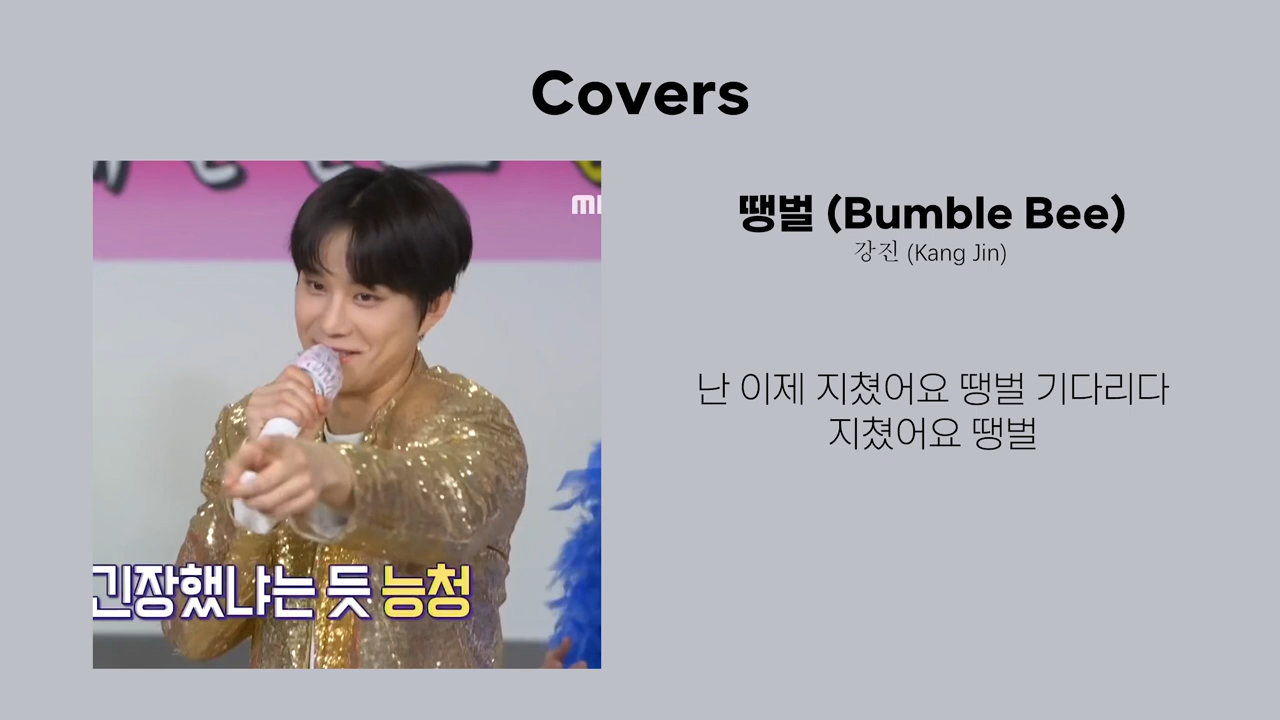 Covers
땡벌 (Bumble Bee)
강진 (Kang Jin)
난 이제 지쳤어요 땡벌 기다리다
지쳤어요 땡벌
긴장했냐는 듯 능청